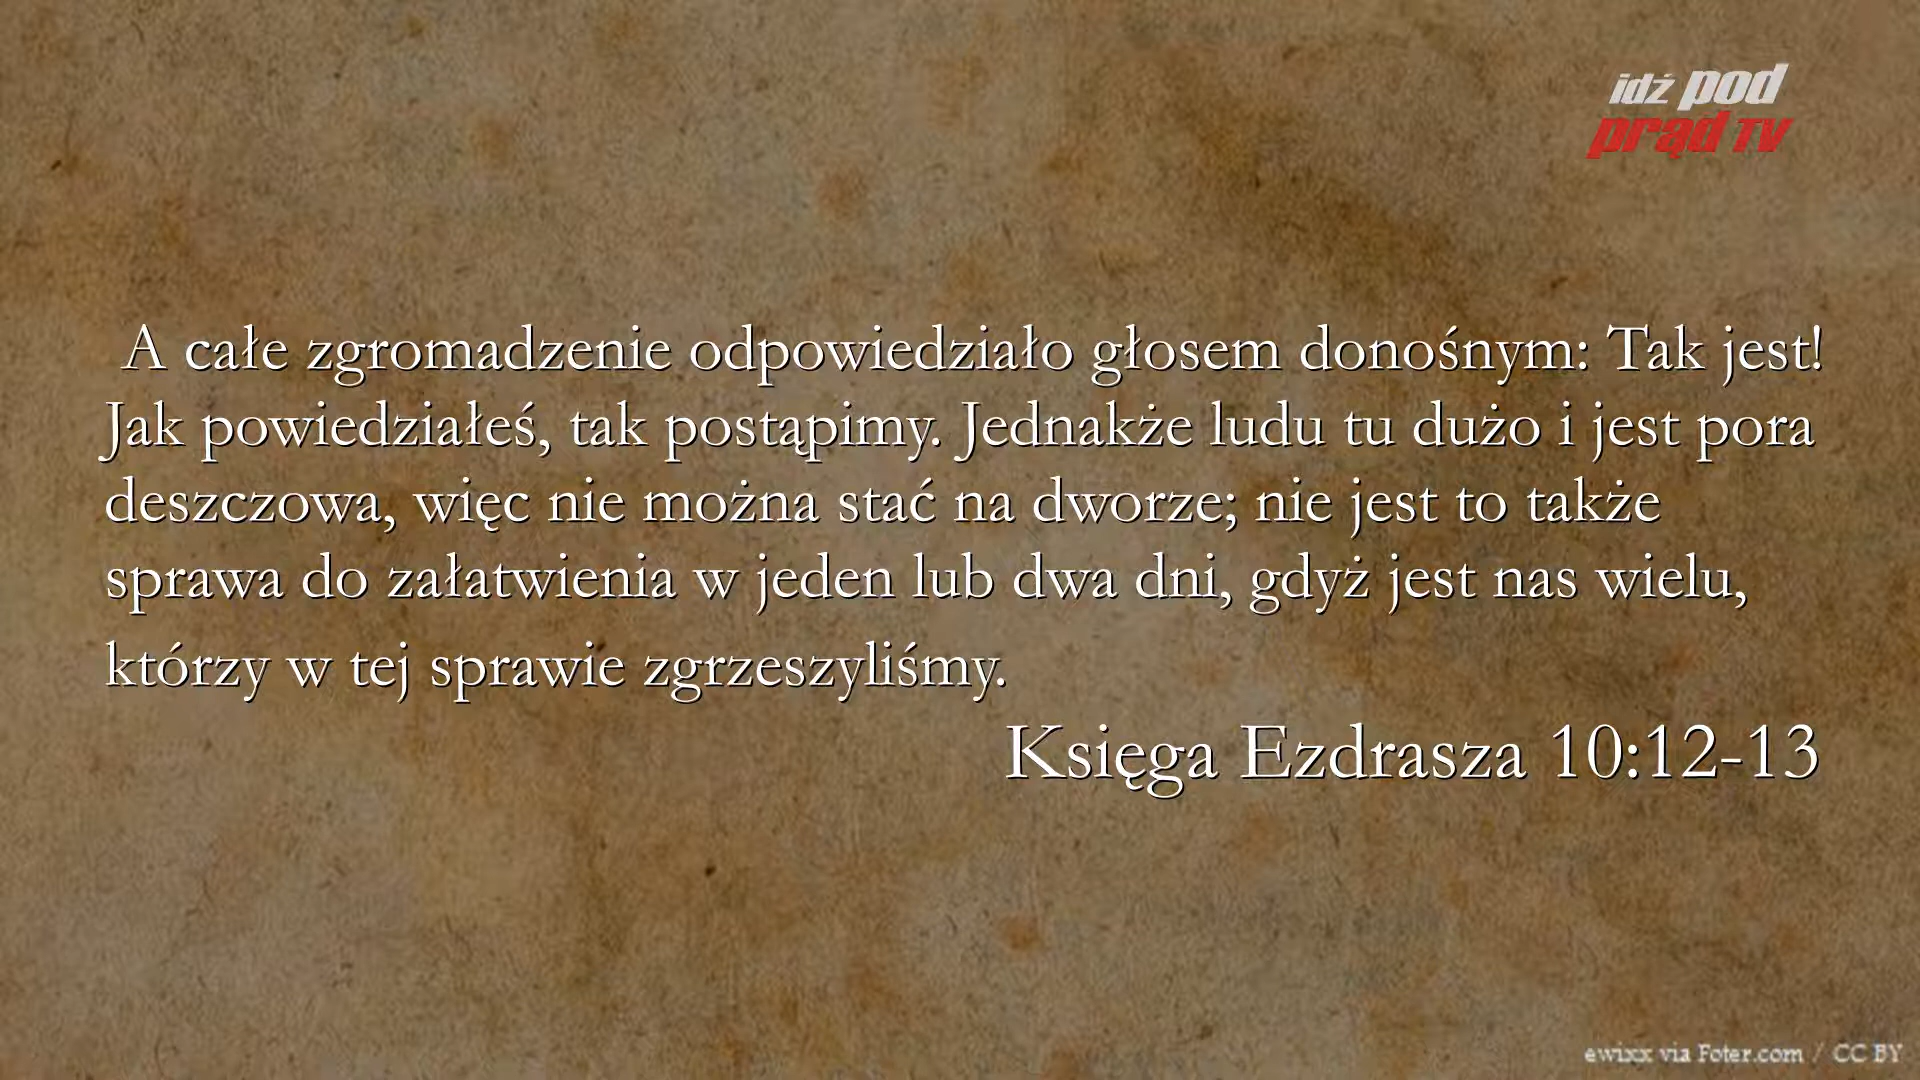 idź pod
prąd TV
A całe zgromadzenie odpowiedziało głosem donośnym: Tak jest!
Jak powiedziałeś, tak postąpimy. Jednakże ludu tu dużo i jest pora
deszczowa, więc nie można stać na dworze; nie jest to także
sprawa do załatwienia w jeden lub dwa dni, gdyż jest nas wielu,
którzy w tej sprawie zgrzeszyliśmy.
Księga Ezdrasza 10:12-13
ewixx via Foter.com / CC BY